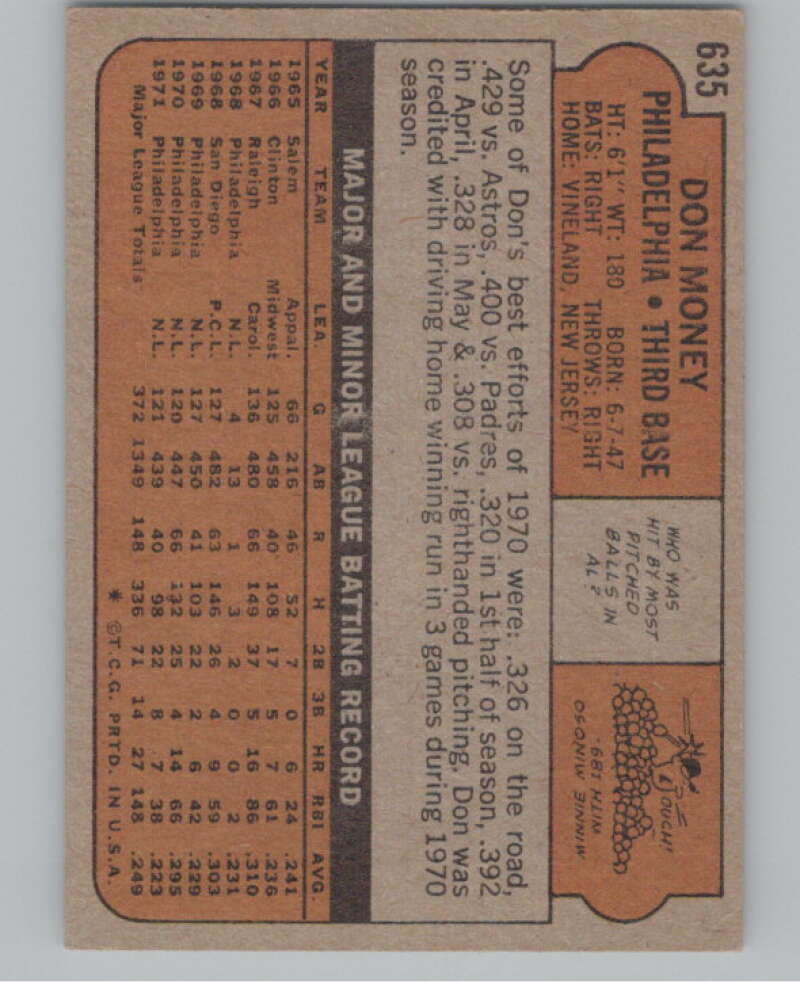 635
DON MONEY
PHILADELPHIA • THIRD BASE
HT: 6'1" WT: 180 BORN: 6-7-47
BATS: RIGHT THROWS: RIGHT
HOME: VINELAND, NEW JERSEY
WHO WAS
HIT BY MOST
PITCHED
BALLS IN
AL?
OUCH!
MINNIE MINOSO
WITH 189.
Some of Don's best efforts of 1970 were: .326 on the road,
.429 vs. Astros, .400 vs. Padres, .320 in 1st half of season, .392
in April, .328 in May & .308 vs. righthanded pitching. Don was
credited with driving home winning run in 3 games during 1970
season.
MAJOR AND MINOR LEAGUE BATTING RECORD
YEAR TEAM LEA. G AB R H 2B 3B HR RBI AVG.
1965 Salem Appal. 66 216 46 52 7 0 6 24 .241
1966 Clinton Midwest 125 458 40 108 17 5 7 61 .236
1967 Raleigh Carol. 136 480 66 149 37 5 16 86 .310
1968 Philadelphia N.L. 4 13 1 3 2 0 0 2 .231
1968 San Diego P.C.L. 127 482 63 146 26 4 9 59 .303
1969 Philadelphia N.L. 127 450 41 103 22 2 6 42 .229
1970 Philadelphia N.L. 120 447 66 132 25 4 14 66 .295
1971 Philadelphia N.L. 121 439 40 98 22 8 7 38 .223
Major League Totals 372 1349 148 336 71 14 27 148 .249
* ©T.C.G. PRTD. IN U.S.A.